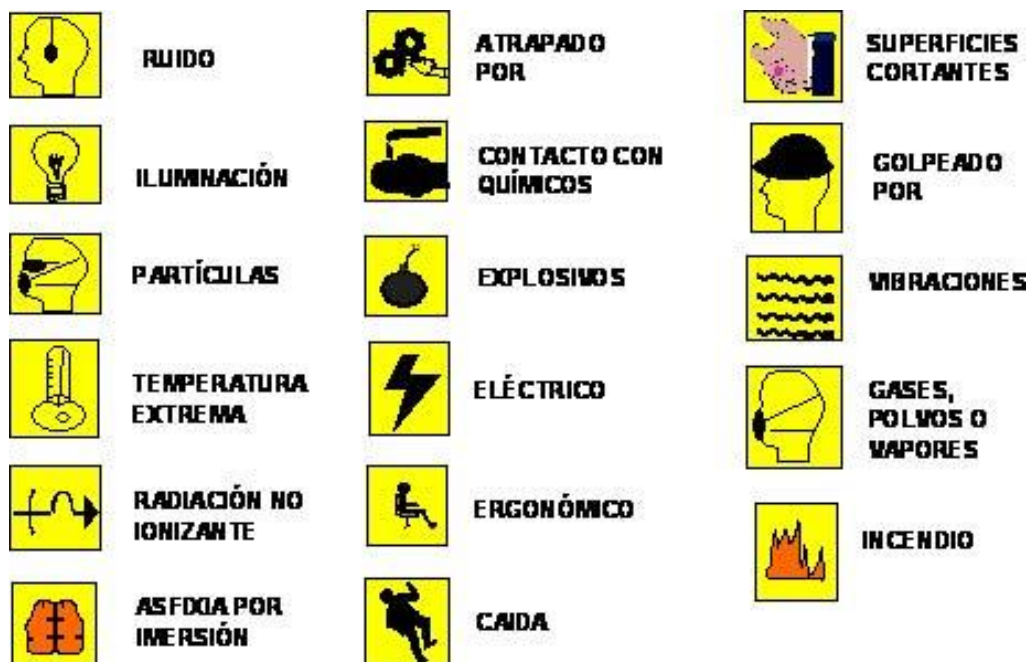 RUIDO
ILUMINACIÓN
PARTÍCULAS
TEMPERATURA
EXTREMA
RADIACIÓN NO
IONIZANTE
ASFIXIA POR
IMERSIÓN
ATRAPADO
POR
CONTACTO CON
QUÍMICOS
EXPLOSIVOS
ELÉCTRICO
ERGONÓMICO
CAIDA
SUPERFICIES
CORTANTES
GOLPEADO
POR
VIBRACIONES
GASES,
POLVOS O
VAPORES
INCENDIO